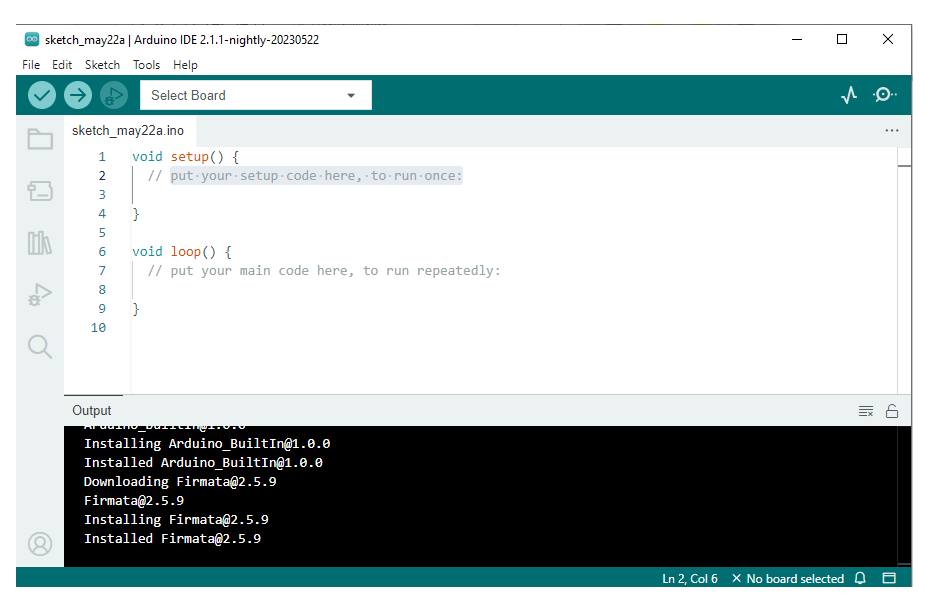 sketch_may22a | Arduino IDE 2.1.1-nightly-20230522
File Edit Sketch Tools Help
Select Board
sketch_may22a.ino
1 void setup() {
2 // put·your·setup·code·here,·to·run·once:
3
4 }
5
6 void loop() {
7 // put your main code here, to run repeatedly:
8
9 }
10
Output
Arduino_BuiltIn@1.0.0
Installing Arduino_BuiltIn@1.0.0
Installed Arduino_BuiltIn@1.0.0
Downloading Firmata@2.5.9
Firmata@2.5.9
Installing Firmata@2.5.9
Installed Firmata@2.5.9
Ln 2, Col 6 × No board selected